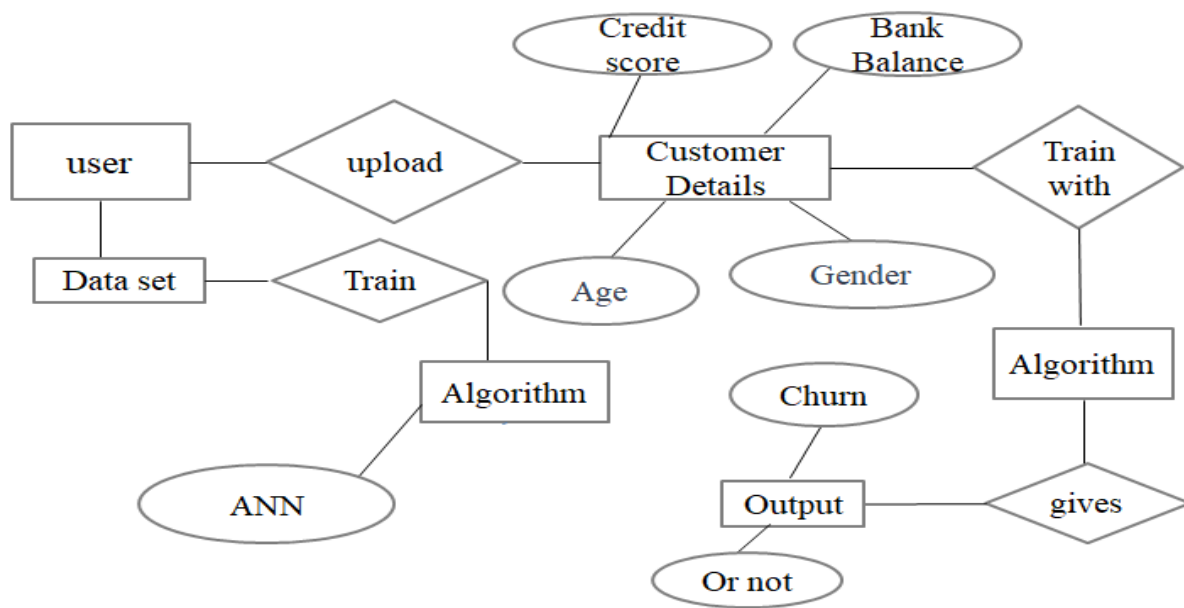 Credit
score
Bank
Balance
user
upload
Customer
Details
Train
with
Data set
Train
Age
Gender
Algorithm
Algorithm
Churn
ANN
Output
gives
Or not